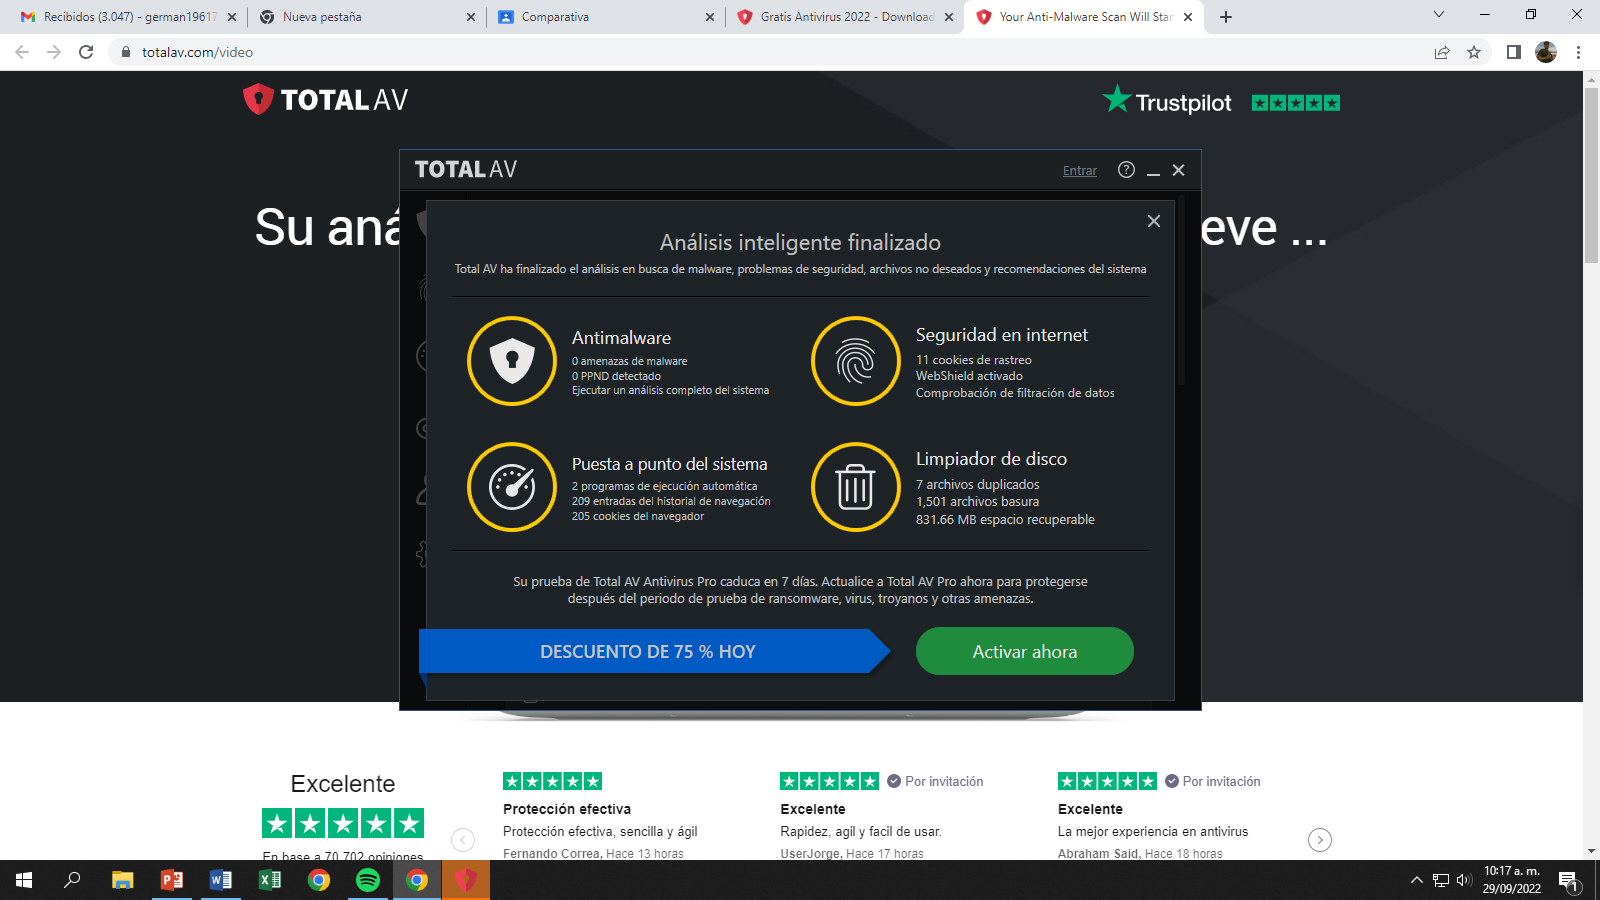 Recibidos (3.047) - german19617
Nueva pestaña
Comparativa
Gratis Antivirus 2022 - Download
Your Anti-Malware Scan Will Star
totalav.com/video
TOTAL AV
Trustpilot
TOTAL AV
Entrar
Su aná
eve ...
Análisis inteligente finalizado
Total AV ha finalizado el análisis en busca de malware, problemas de seguridad, archivos no deseados y recomendaciones del sistema
Antimalware
0 amenazas de malware
0 PPND detectado
Ejecutar un análisis completo del sistema
Seguridad en internet
11 cookies de rastreo
WebShield activado
Comprobación de filtración de datos
Puesta a punto del sistema
2 programas de ejecución automática
209 entradas del historial de navegación
205 cookies del navegador
Limpiador de disco
7 archivos duplicados
1,501 archivos basura
831.66 MB espacio recuperable
Su prueba de Total AV Antivirus Pro caduca en 7 días. Actualice a Total AV Pro ahora para protegerse
después del periodo de prueba de ransomware, virus, troyanos y otras amenazas.
DESCUENTO DE 75 % HOY
Activar ahora
Excelente
En base a 70.702 opiniones
Protección efectiva
Protección efectiva, sencilla y ágil
Fernando Correa, Hace 13 horas
Por invitación
Excelente
Rapidez, agil y facil de usar.
UserJorge, Hace 17 horas
Por invitación
Excelente
La mejor experiencia en antivirus
Abraham Said, Hace 18 horas
10:17 a. m.
29/09/2022
1